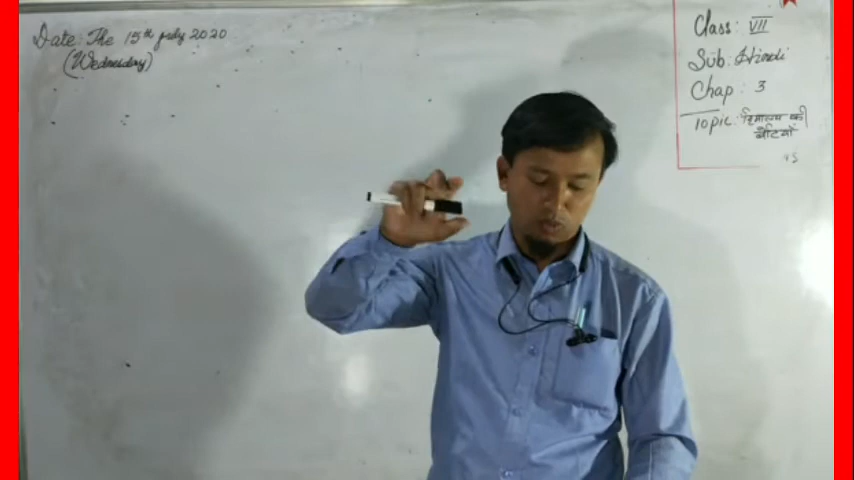 Date: The 15th july 2020
(Wednesday)
Class: VII
Sub: Hindi
Chap: 3
Topic: हिमालय की
बेटियाँ